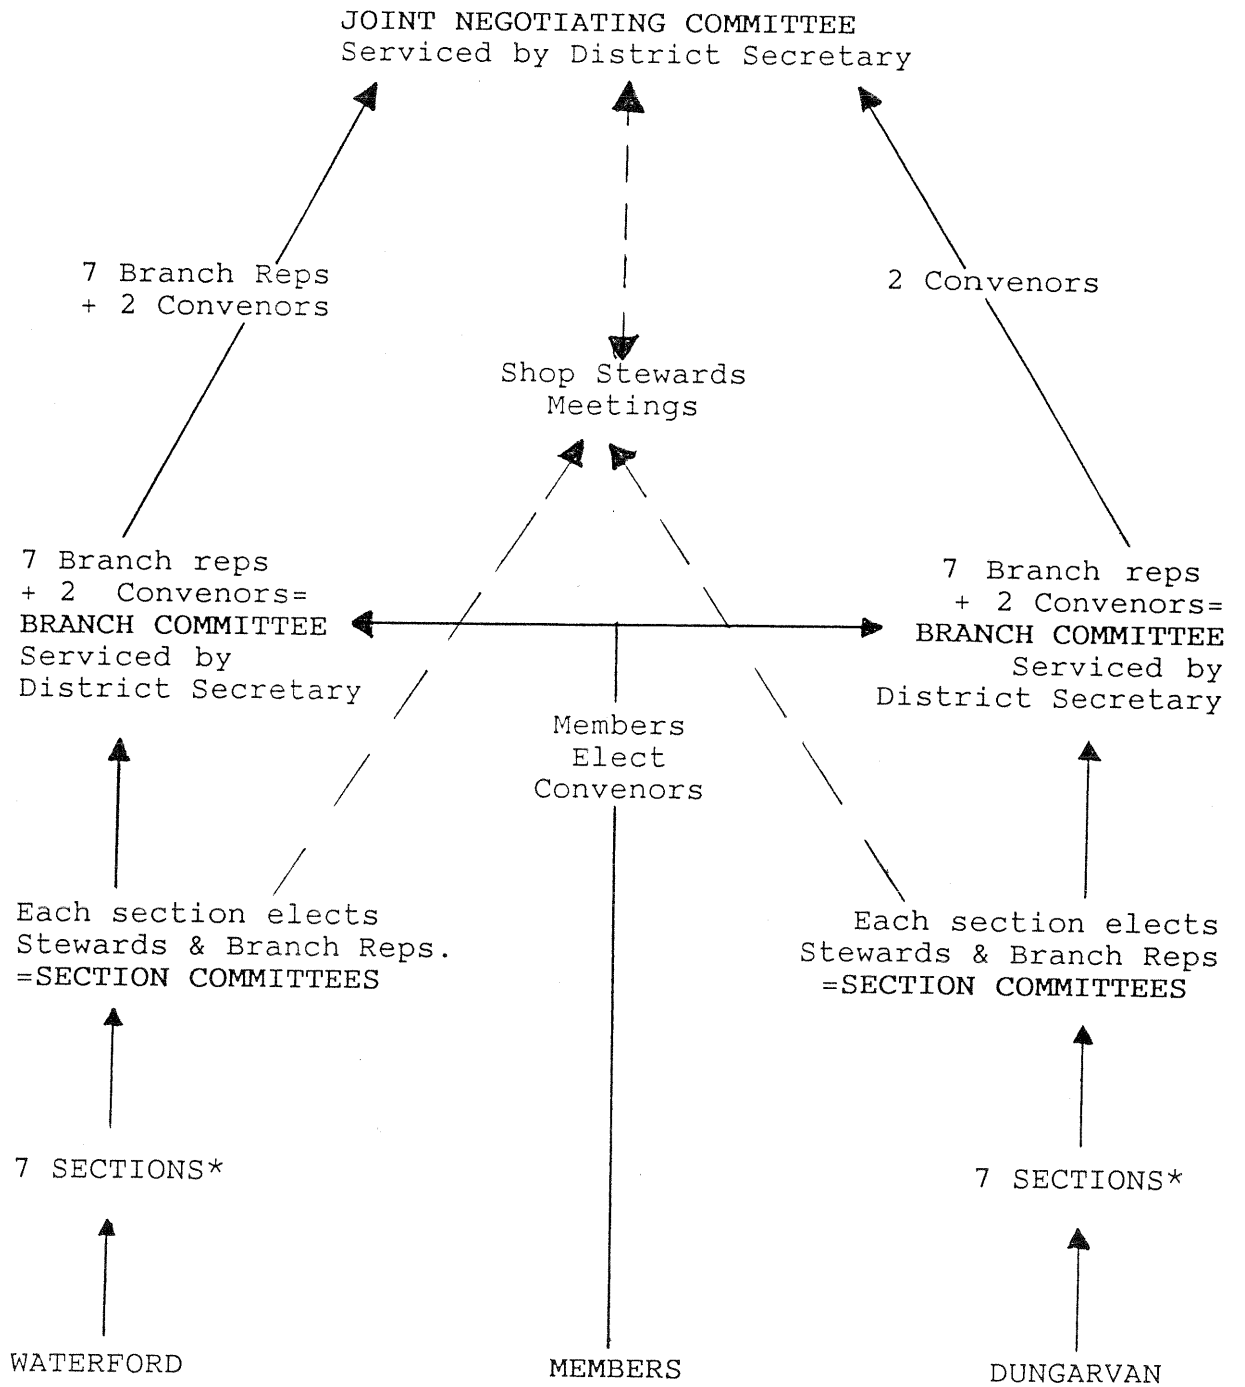 JOINT NEGOTIATING COMMITTEE
Serviced by District Secretary
7 Branch Reps
+ 2 Convenors
2 Convenors
Shop Stewards
Meetings
7 Branch reps
+ 2 Convenors=
BRANCH COMMITTEE
Serviced by
District Secretary
7 Branch reps
+ 2 Convenors=
BRANCH COMMITTEE
Serviced by
District Secretary
Members
Elect
Convenors
Each section elects
Stewards & Branch Reps.
=SECTION COMMITTEES
Each section elects
Stewards & Branch Reps
=SECTION COMMITTEES
7 SECTIONS*
7 SECTIONS*
WATERFORD
MEMBERS
DUNGARVAN